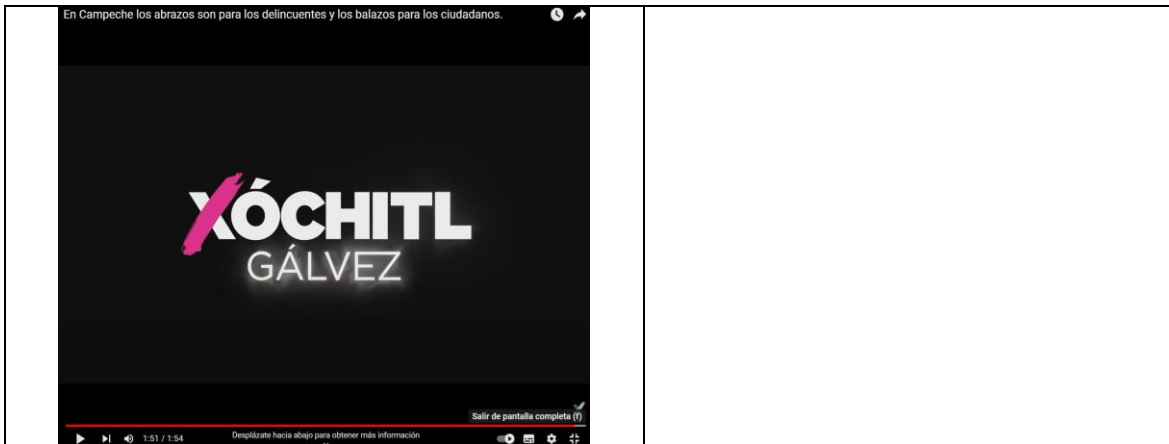 En Campeche los abrazos son para los delincuentes y los balazos para los ciudadanos.
XÓCHITL
GÁLVEZ
Salir de pantalla completa (f)
1:51 / 1:54
Desplázate hacia abajo para obtener más información